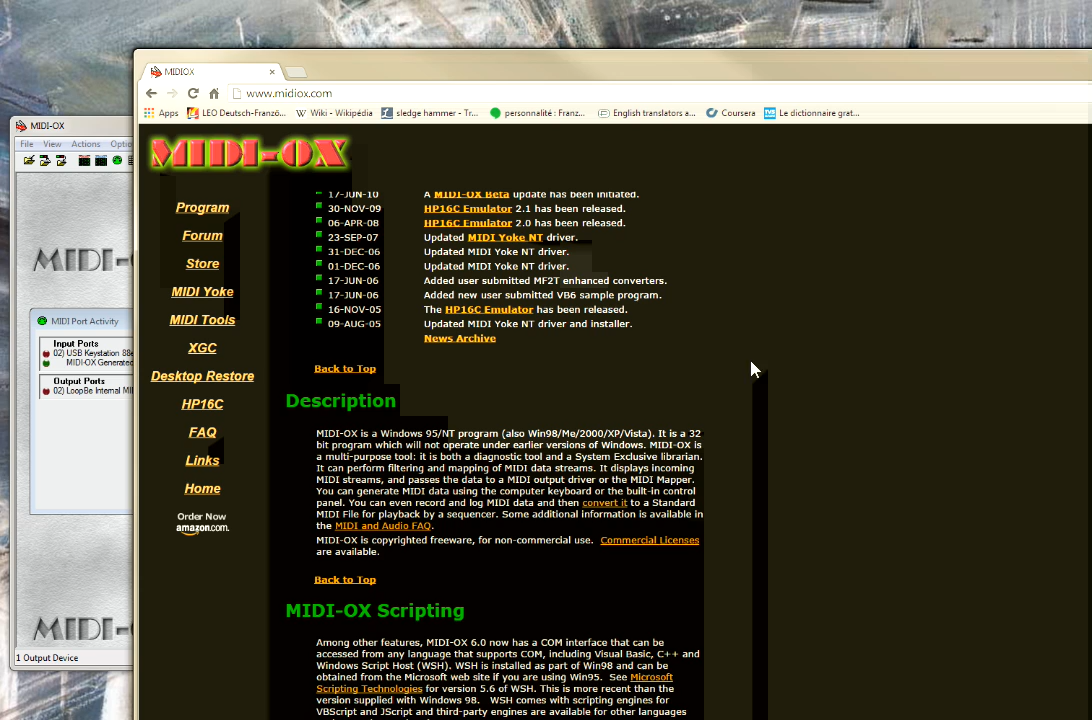 MIDIOX
www.midiox.com
Apps LEO Deutsch-Franzö... Wiki - Wikipédia sledge hammer - Tr... personnalité : Franz... English translators a... Coursera Le dictionnaire grat...
MIDI-OX
File View Actions Optio
MIDI-OX
Program
Forum
Store
MIDI Yoke
MIDI Tools
XGC
Desktop Restore
HP16C
FAQ
Links
Home
Order Now
amazon.com.
17-JUN-10 A MIDI-OX Beta update has been initiated.
30-NOV-09 HP16C Emulator 2.1 has been released.
06-APR-08 HP16C Emulator 2.0 has been released.
23-SEP-07 Updated MIDI Yoke NT driver.
31-DEC-06 Updated MIDI Yoke NT driver.
01-DEC-06 Updated MIDI Yoke NT driver.
17-JUN-06 Added user submitted MF2T enhanced converters.
17-JUN-06 Added new user submitted VB6 sample program.
16-NOV-05 The HP16C Emulator has been released.
09-AUG-05 Updated MIDI Yoke NT driver and installer.
News Archive
Back to Top
Description
MIDI-OX is a Windows 95/NT program (also Win98/Me/2000/XP/Vista). It is a 32
bit program which will not operate under earlier versions of Windows. MIDI-OX is
a multi-purpose tool: it is both a diagnostic tool and a System Exclusive librarian.
It can perform filtering and mapping of MIDI data streams. It displays incoming
MIDI streams, and passes the data to a MIDI output driver or the MIDI Mapper.
You can generate MIDI data using the computer keyboard or the built-in control
panel. You can even record and log MIDI data and then convert it to a Standard
MIDI File for playback by a sequencer. Some additional information is available in
the MIDI and Audio FAQ.
MIDI-OX is copyrighted freeware, for non-commercial use. Commercial Licenses
are available.
Back to Top
MIDI-OX Scripting
Among other features, MIDI-OX 6.0 now has a COM interface that can be
accessed from any language that supports COM, including Visual Basic, C++ and
Windows Script Host (WSH). WSH is installed as part of Win98 and can be
obtained from the Microsoft web site if you are using Win95. See Microsoft
Scripting Technologies for version 5.6 of WSH. This is more recent than the
version supplied with Windows 98. WSH comes with scripting engines for
VBScript and JScript and third-party engines are available for other languages
MIDI-O
MIDI Port Activity
Input Ports
02) USB Keystation 88e
MIDI-OX Generated
Output Ports
02) LoopBe Internal MI
MIDI-O
1 Output Device